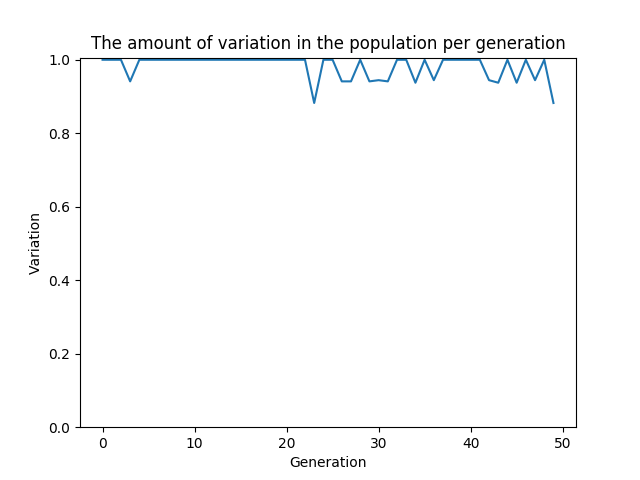 The amount of variation in the population per generation
1.0
0.8
0.6
0.4
0.2
0.0
Variation
0 10 20 30 40 50
Generation